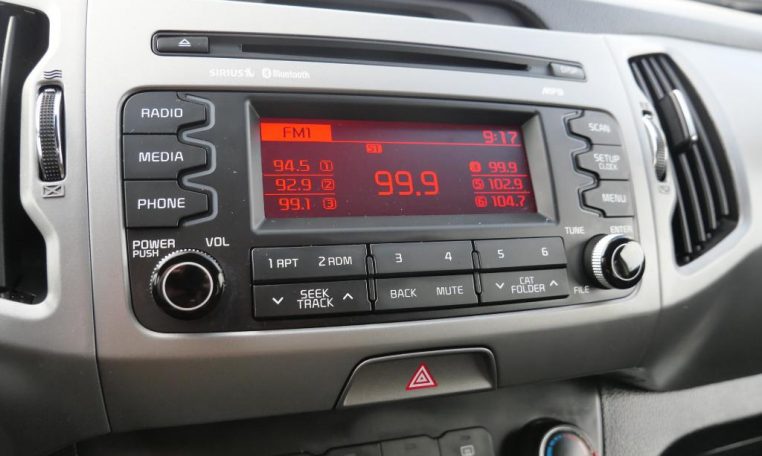 DISP
SIRIUS Bluetooth
MP3
RADIO
MEDIA
PHONE
FM1 9:17
ST
94.5 1 99.9 4 99.9
92.9 2 5 102.9
99.1 3 6 104.7
SCAN
SETUP
CLOCK
MENU
POWER
PUSH
VOL
TUNE
ENTER
FILE
1 RPT 2 RDM 3 4 5 6
SEEK
TRACK
BACK MUTE
CAT
FOLDER